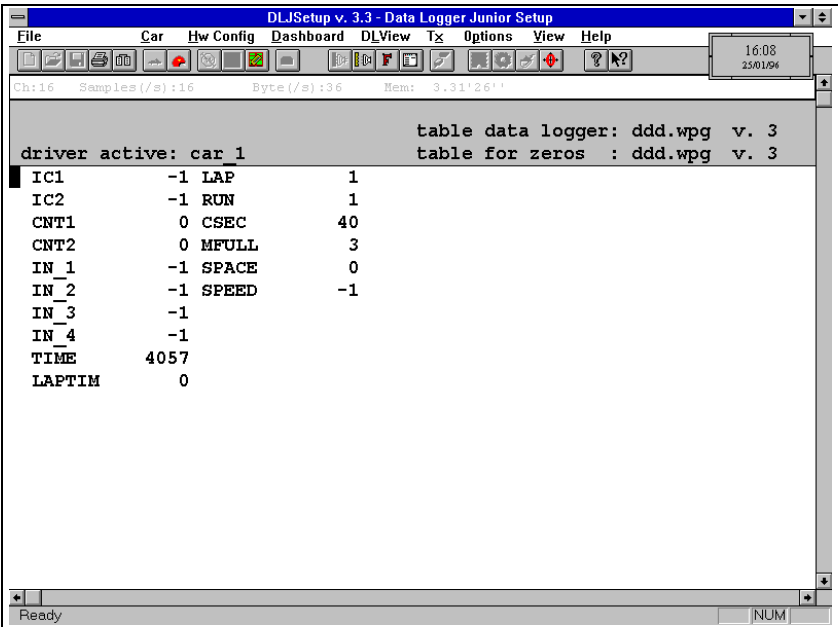 DLJSetup v. 3.3 - Data Logger Junior Setup
File Car Hw Config Dashboard DLView Tx Options View Help
16:08
25/01/96
Ch:16 Samples(/s):16 Byte(/s):36 Mem: 3.31'26''
table data logger: ddd.wpg v. 3
driver active: car_1 table for zeros : ddd.wpg v. 3
IC1 -1 LAP 1
IC2 -1 RUN 1
CNT1 0 CSEC 40
CNT2 0 MFULL 3
IN_1 -1 SPACE 0
IN_2 -1 SPEED -1
IN_3 -1
IN_4 -1
TIME 4057
LAPTIM 0
Ready NUM